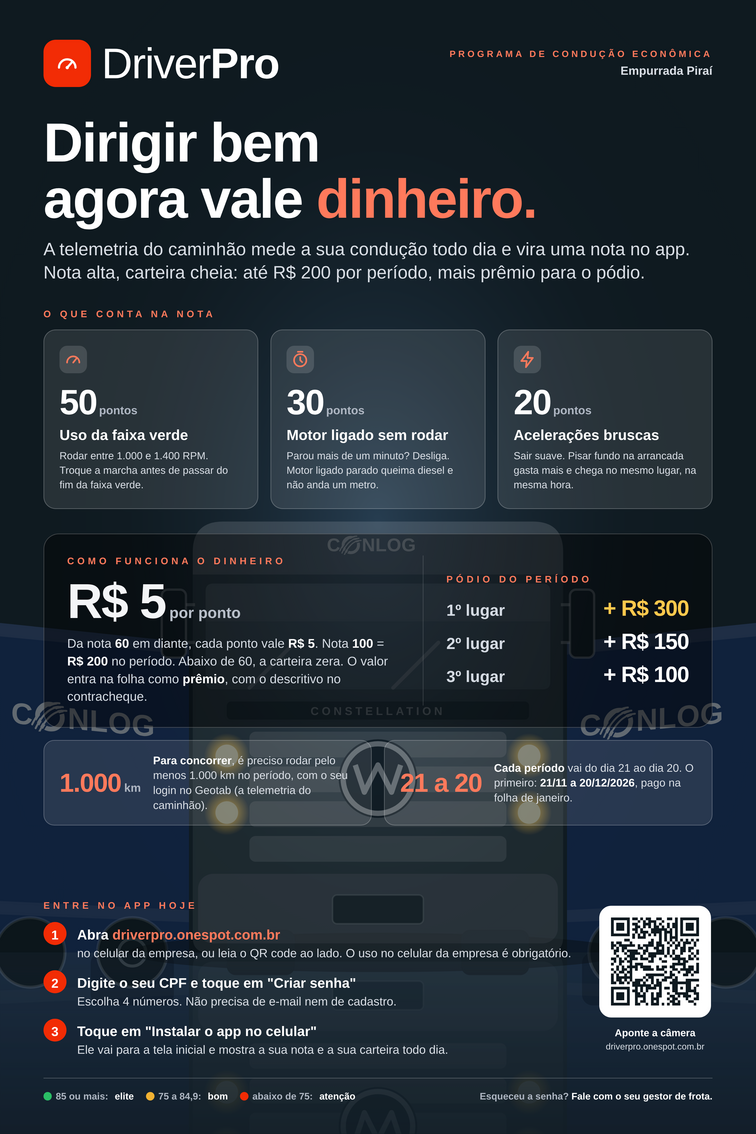 DriverPro
PROGRAMA DE CONDUÇÃO ECONÔMICA
Empurrada Piraí
Dirigir bem
agora vale dinheiro.
A telemetria do caminhão mede a sua condução todo dia e vira uma nota no app.
Nota alta, carteira cheia: até R$ 200 por período, mais prêmio para o pódio.
O QUE CONTA NA NOTA
50 pontos
Uso da faixa verde
Rodar entre 1.000 e 1.400 RPM.
Troque a marcha antes de passar do
fim da faixa verde.
30 pontos
Motor ligado sem rodar
Parou mais de um minuto? Desliga.
Motor ligado parado queima diesel e
não anda um metro.
20 pontos
Acelerações bruscas
Sair suave. Pisar fundo na arrancada
gasta mais e chega no mesmo lugar, na
mesma hora.
CONLOG
COMO FUNCIONA O DINHEIRO
R$ 5 por ponto
Da nota 60 em diante, cada ponto vale R$ 5. Nota 100 =
R$ 200 no período. Abaixo de 60, a carteira zera. O valor
entra na folha como prêmio, com o descritivo no
contracheque.
PÓDIO DO PERÍODO
1º lugar + R$ 300
2º lugar + R$ 150
3º lugar + R$ 100
CONLOG
CONSTELLATION
CONLOG
1.000 km
Para concorrer, é preciso rodar pelo
menos 1.000 km no período, com o seu
login no Geotab (a telemetria do
caminhão).
21 a 20
Cada período vai do dia 21 ao dia 20. O
primeiro: 21/11 a 20/12/2026, pago na
folha de janeiro.
ENTRE NO APP HOJE
1 Abra driverpro.onespot.com.br
no celular da empresa, ou leia o QR code ao lado. O uso no celular da empresa é obrigatório.
2 Digite o seu CPF e toque em "Criar senha"
Escolha 4 números. Não precisa de e-mail nem de cadastro.
3 Toque em "Instalar o app no celular"
Ele vai para a tela inicial e mostra a sua nota e a sua carteira todo dia.
Aponte a câmera
driverpro.onespot.com.br
85 ou mais: elite 75 a 84,9: bom abaixo de 75: atenção
Esqueceu a senha? Fale com o seu gestor de frota.